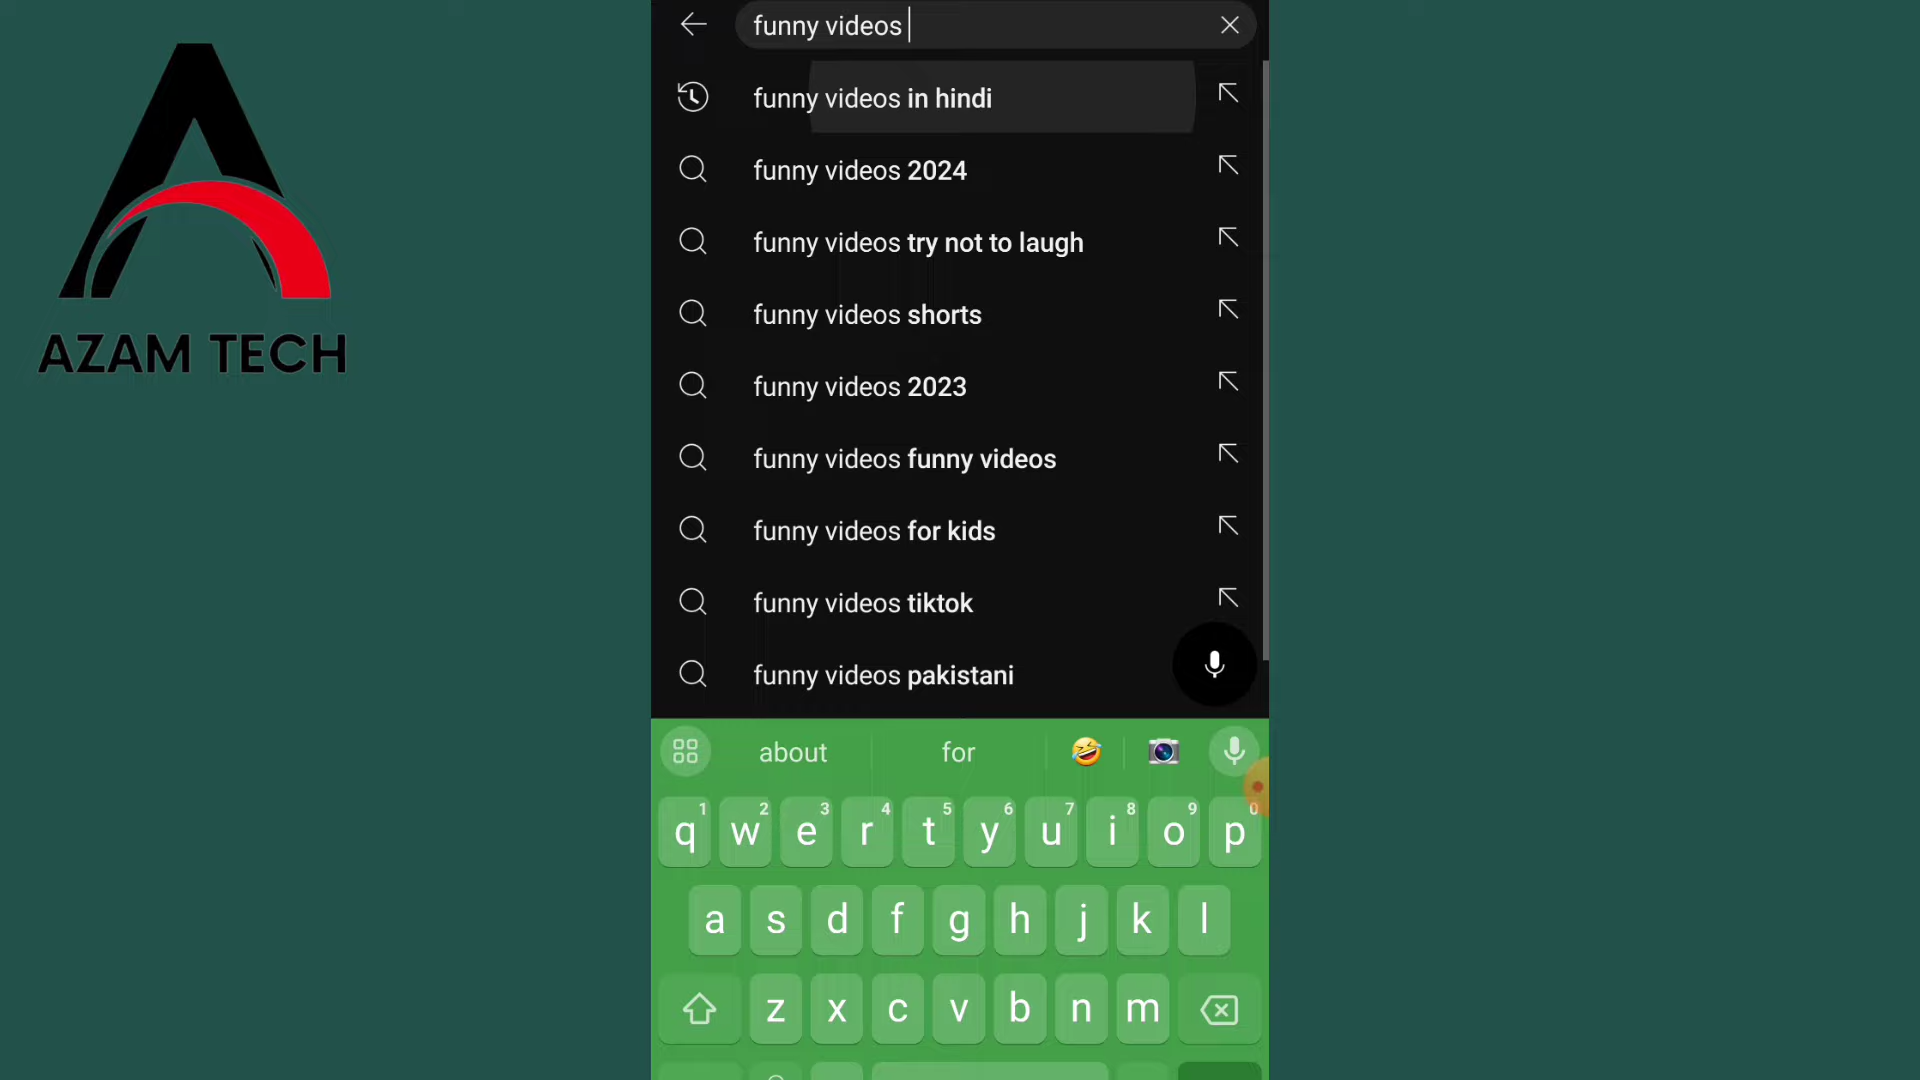 funny videos
funny videos in hindi
funny videos 2024
funny videos try not to laugh
funny videos shorts
funny videos 2023
funny videos funny videos
funny videos for kids
funny videos tiktok
funny videos pakistani
AZAM TECH
about for
1 2 3 4 5 6 7 8 9 0
q w e r t y u i o p
a s d f g h j k l
z x c v b n m